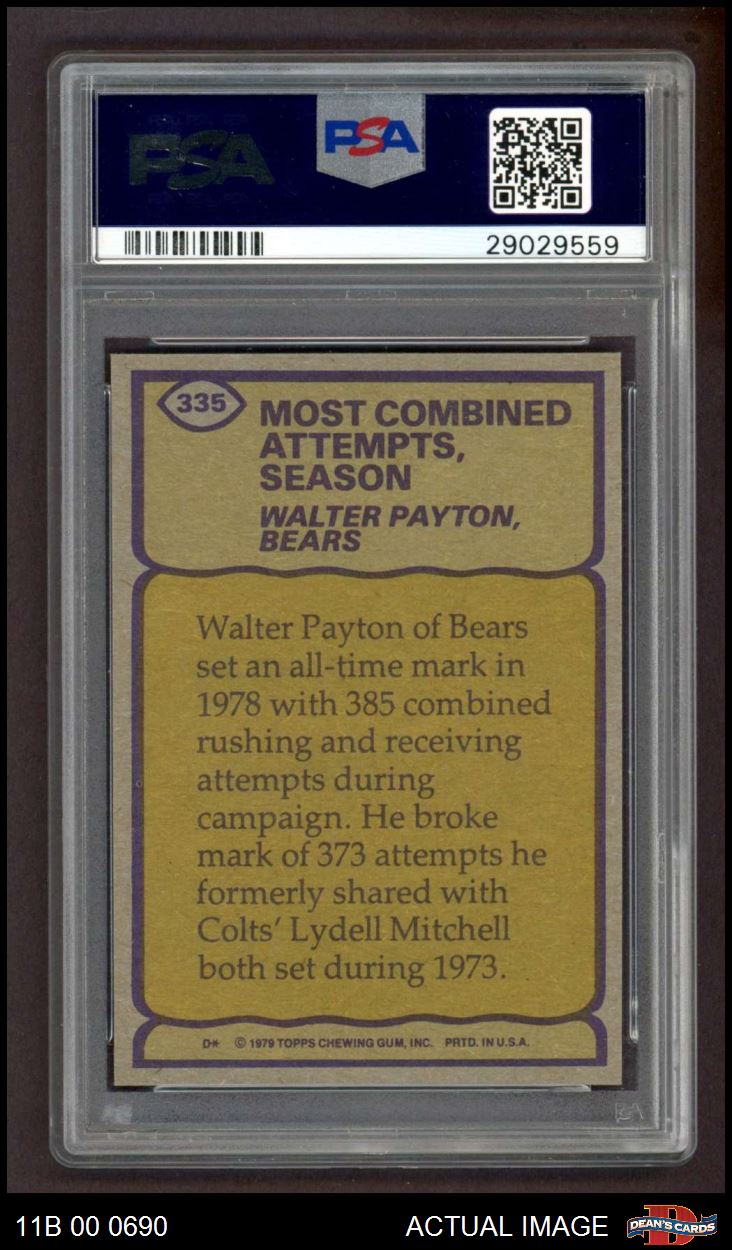 PSA
PSA
29029559
335
MOST COMBINED
ATTEMPTS,
SEASON
WALTER PAYTON,
BEARS
Walter Payton of Bears
set an all-time mark in
1978 with 385 combined
rushing and receiving
attempts during
campaign. He broke
mark of 373 attempts he
formerly shared with
Colts' Lydell Mitchell
both set during 1973.
D* © 1979 TOPPS CHEWING GUM, INC. PRTD. IN U.S.A.
11B 00 0690
ACTUAL IMAGE
DEAN'S CARDS